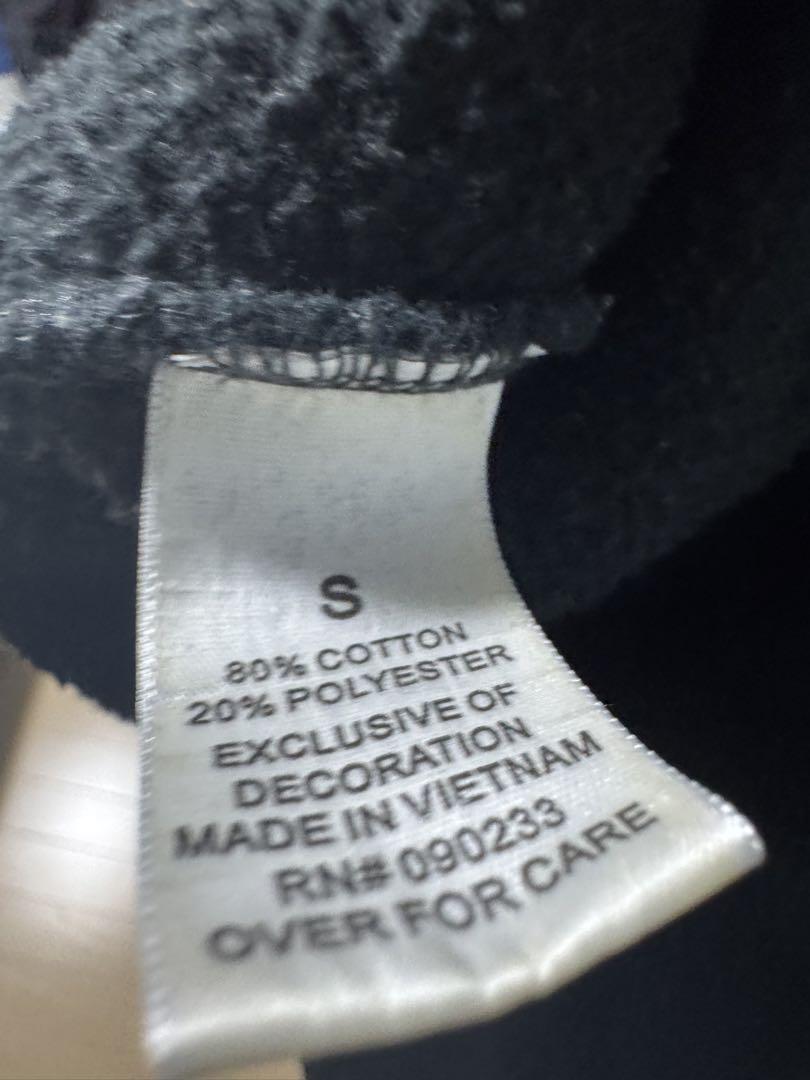 S
80% COTTON
20% POLYESTER
EXCLUSIVE OF
DECORATION
MADE IN VIETNAM
RN# 090233
OVER FOR CARE